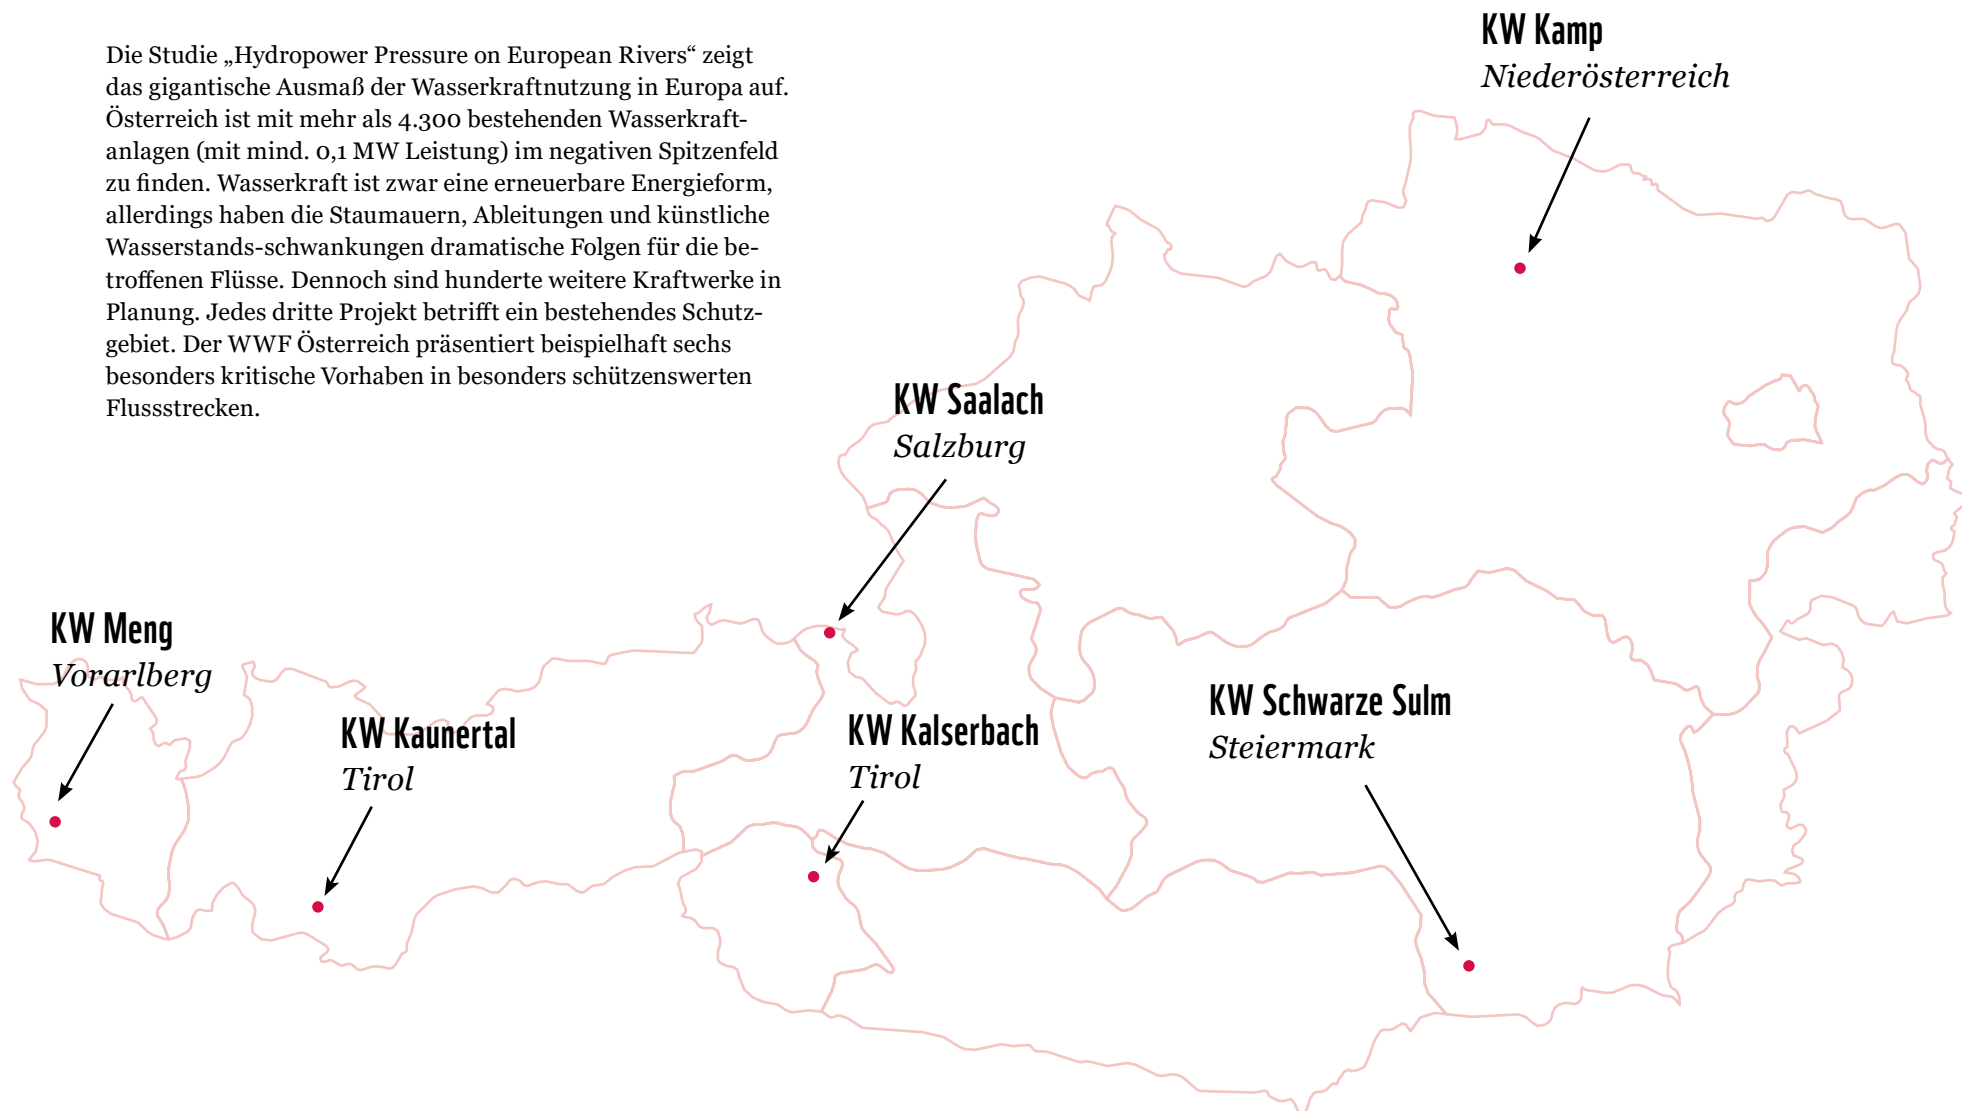 Die Studie „Hydropower Pressure on European Rivers“ zeigt
das gigantische Ausmaß der Wasserkraftnutzung in Europa auf.
Österreich ist mit mehr als 4.300 bestehenden Wasserkraft-
anlagen (mit mind. 0,1 MW Leistung) im negativen Spitzenfeld
zu finden. Wasserkraft ist zwar eine erneuerbare Energieform,
allerdings haben die Staumauern, Ableitungen und künstliche
Wasserstands-schwankungen dramatische Folgen für die be-
troffenen Flüsse. Dennoch sind hunderte weitere Kraftwerke in
Planung. Jedes dritte Projekt betrifft ein bestehendes Schutz-
gebiet. Der WWF Österreich präsentiert beispielhaft sechs
besonders kritische Vorhaben in besonders schützenswerten
Flussstrecken.
KW Kamp
Niederösterreich
KW Saalach
Salzburg
KW Meng
Vorarlberg
KW Kaunertal
Tirol
KW Kalserbach
Tirol
KW Schwarze Sulm
Steiermark